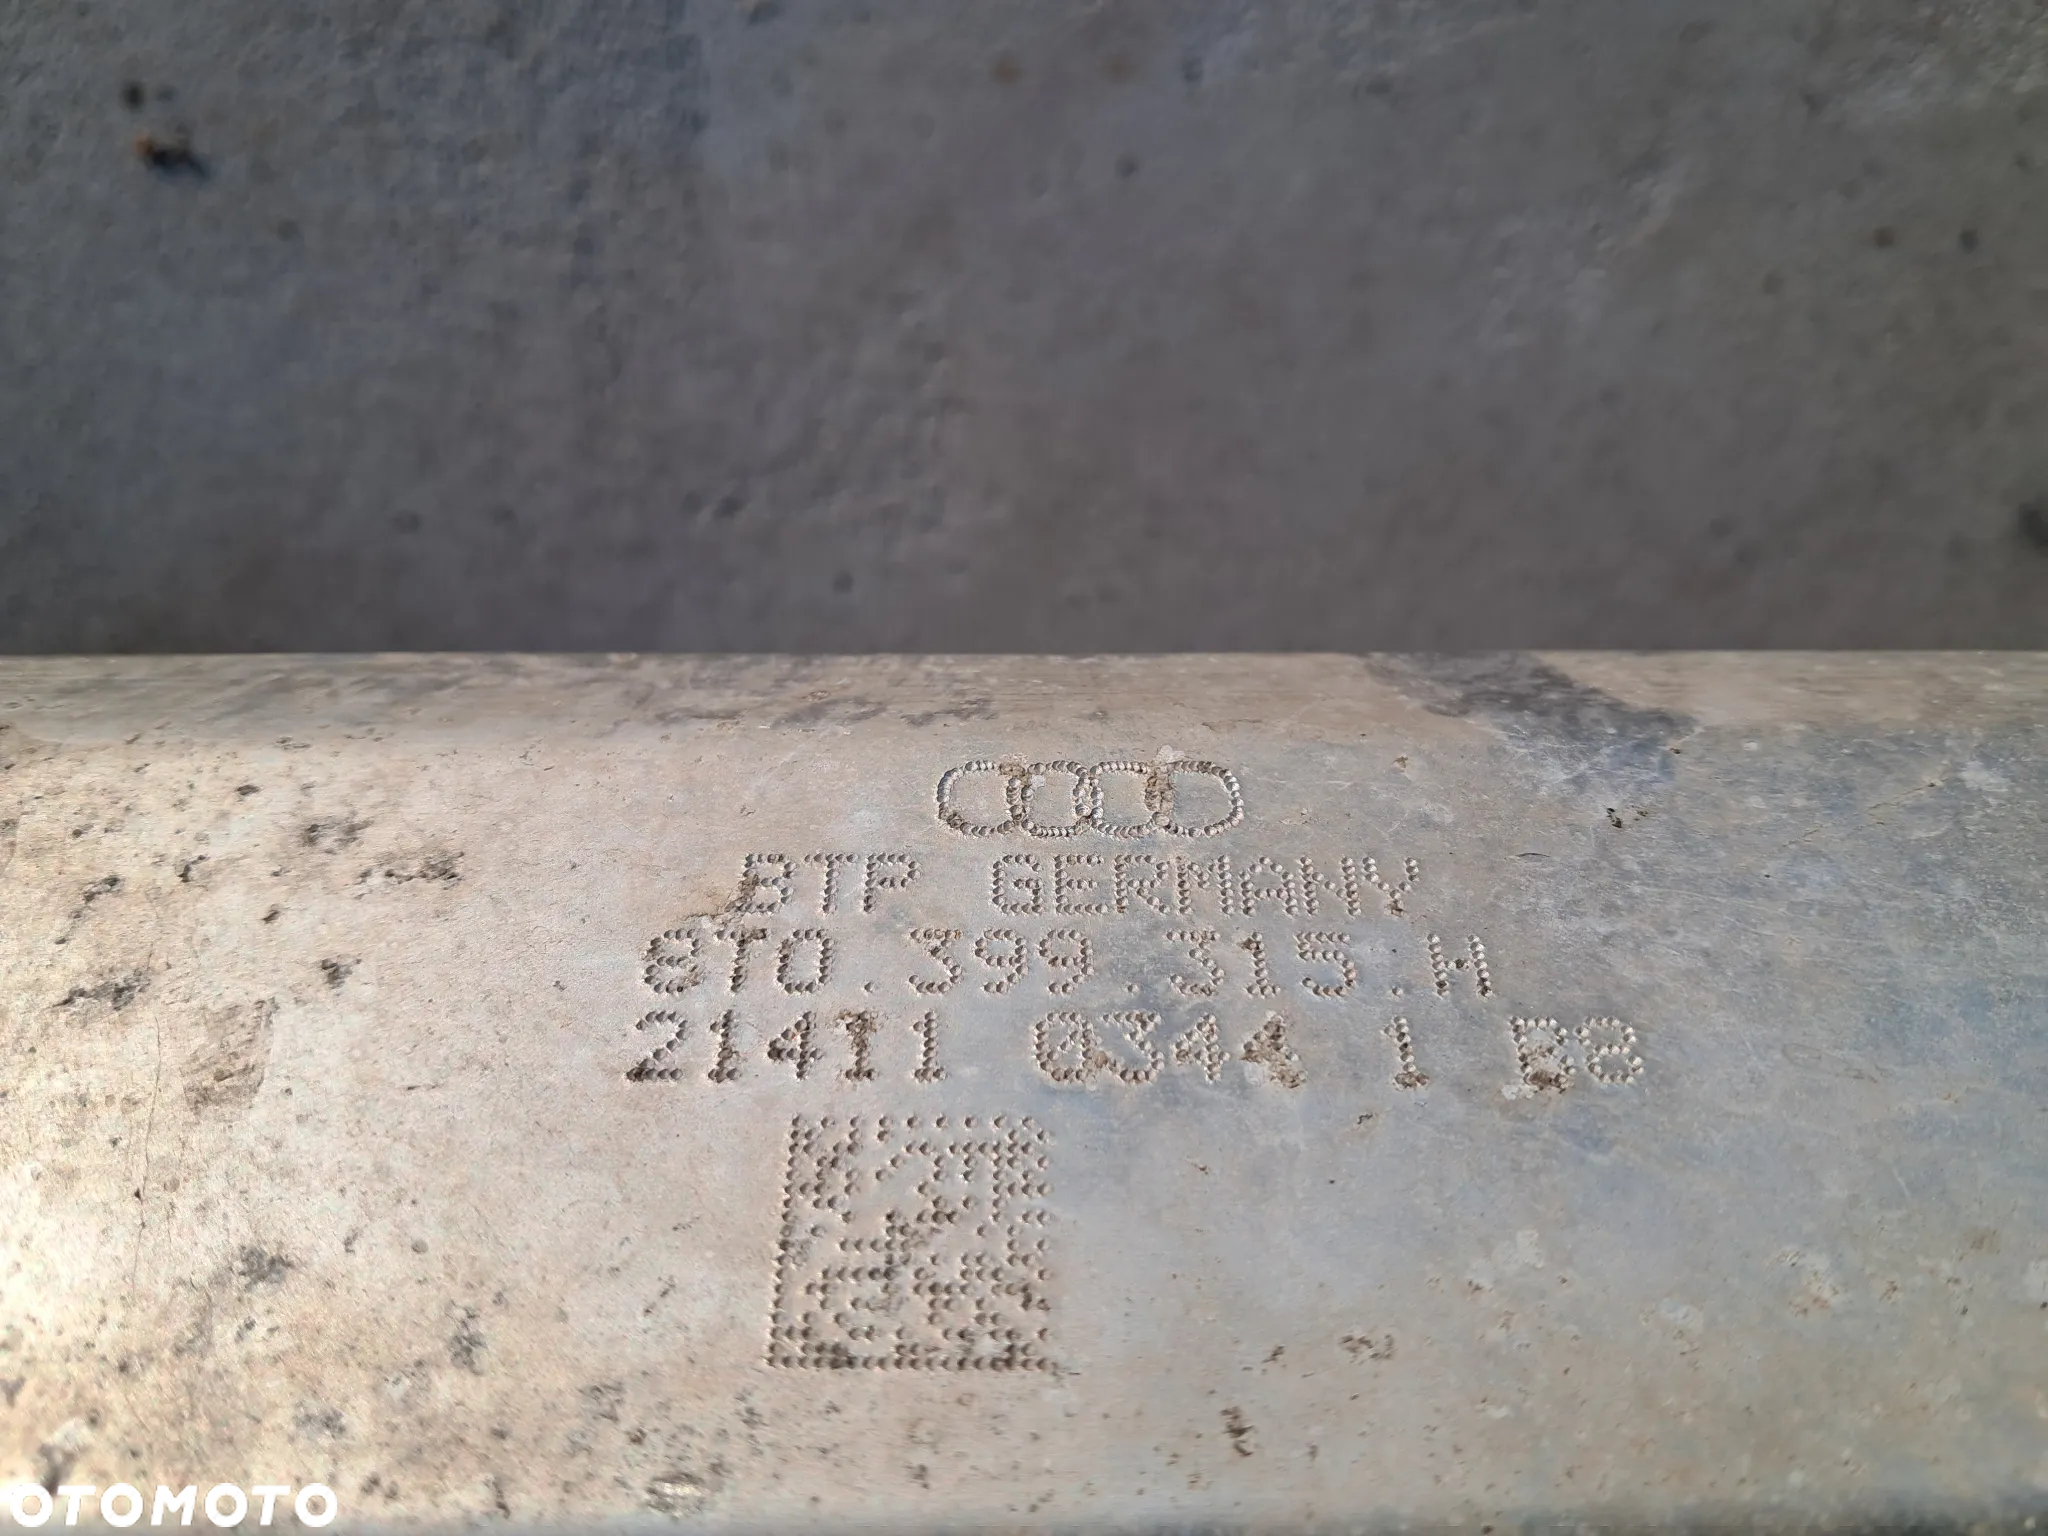 BTP GERMANY
8T0.399.315.H
21411 0344 1 B8
OTOMOTO